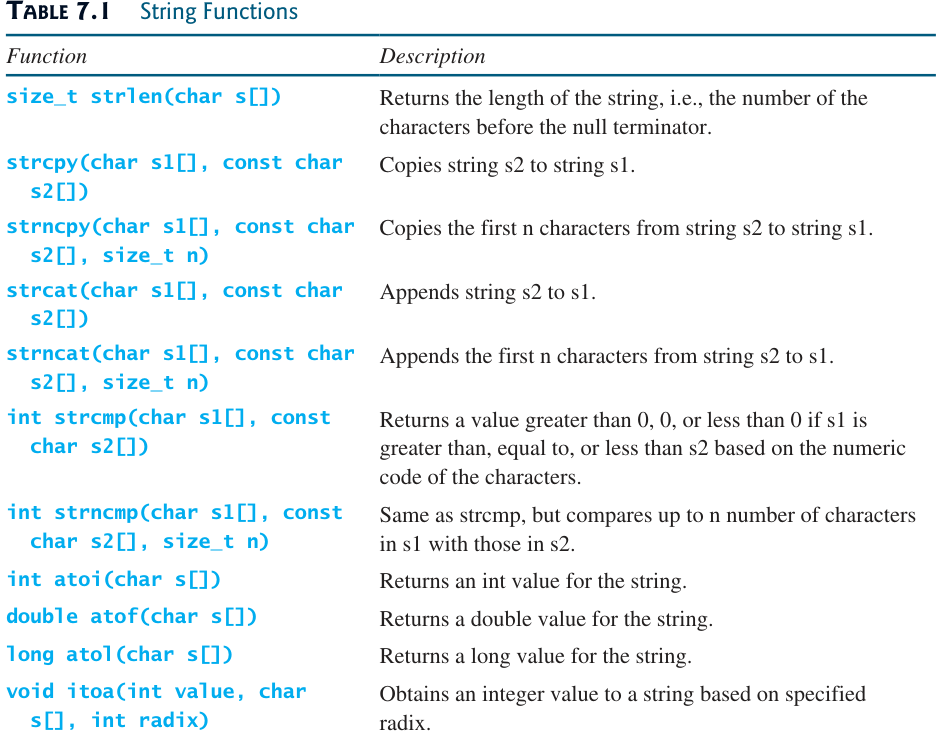 TABLE 7.1 String Functions
Function Description
size_t strlen(char s[]) Returns the length of the string, i.e., the number of the
characters before the null terminator.
strcpy(char s1[], const char Copies string s2 to string s1.
s2[])
strncpy(char s1[], const char Copies the first n characters from string s2 to string s1.
s2[], size_t n)
strcat(char s1[], const char Appends string s2 to s1.
s2[])
strncat(char s1[], const char Appends the first n characters from string s2 to s1.
s2[], size_t n)
int strcmp(char s1[], const Returns a value greater than 0, 0, or less than 0 if s1 is
char s2[]) greater than, equal to, or less than s2 based on the numeric
code of the characters.
int strncmp(char s1[], const Same as strcmp, but compares up to n number of characters
char s2[], size_t n) in s1 with those in s2.
int atoi(char s[]) Returns an int value for the string.
double atof(char s[]) Returns a double value for the string.
long atol(char s[]) Returns a long value for the string.
void itoa(int value, char Obtains an integer value to a string based on specified
s[], int radix) radix.